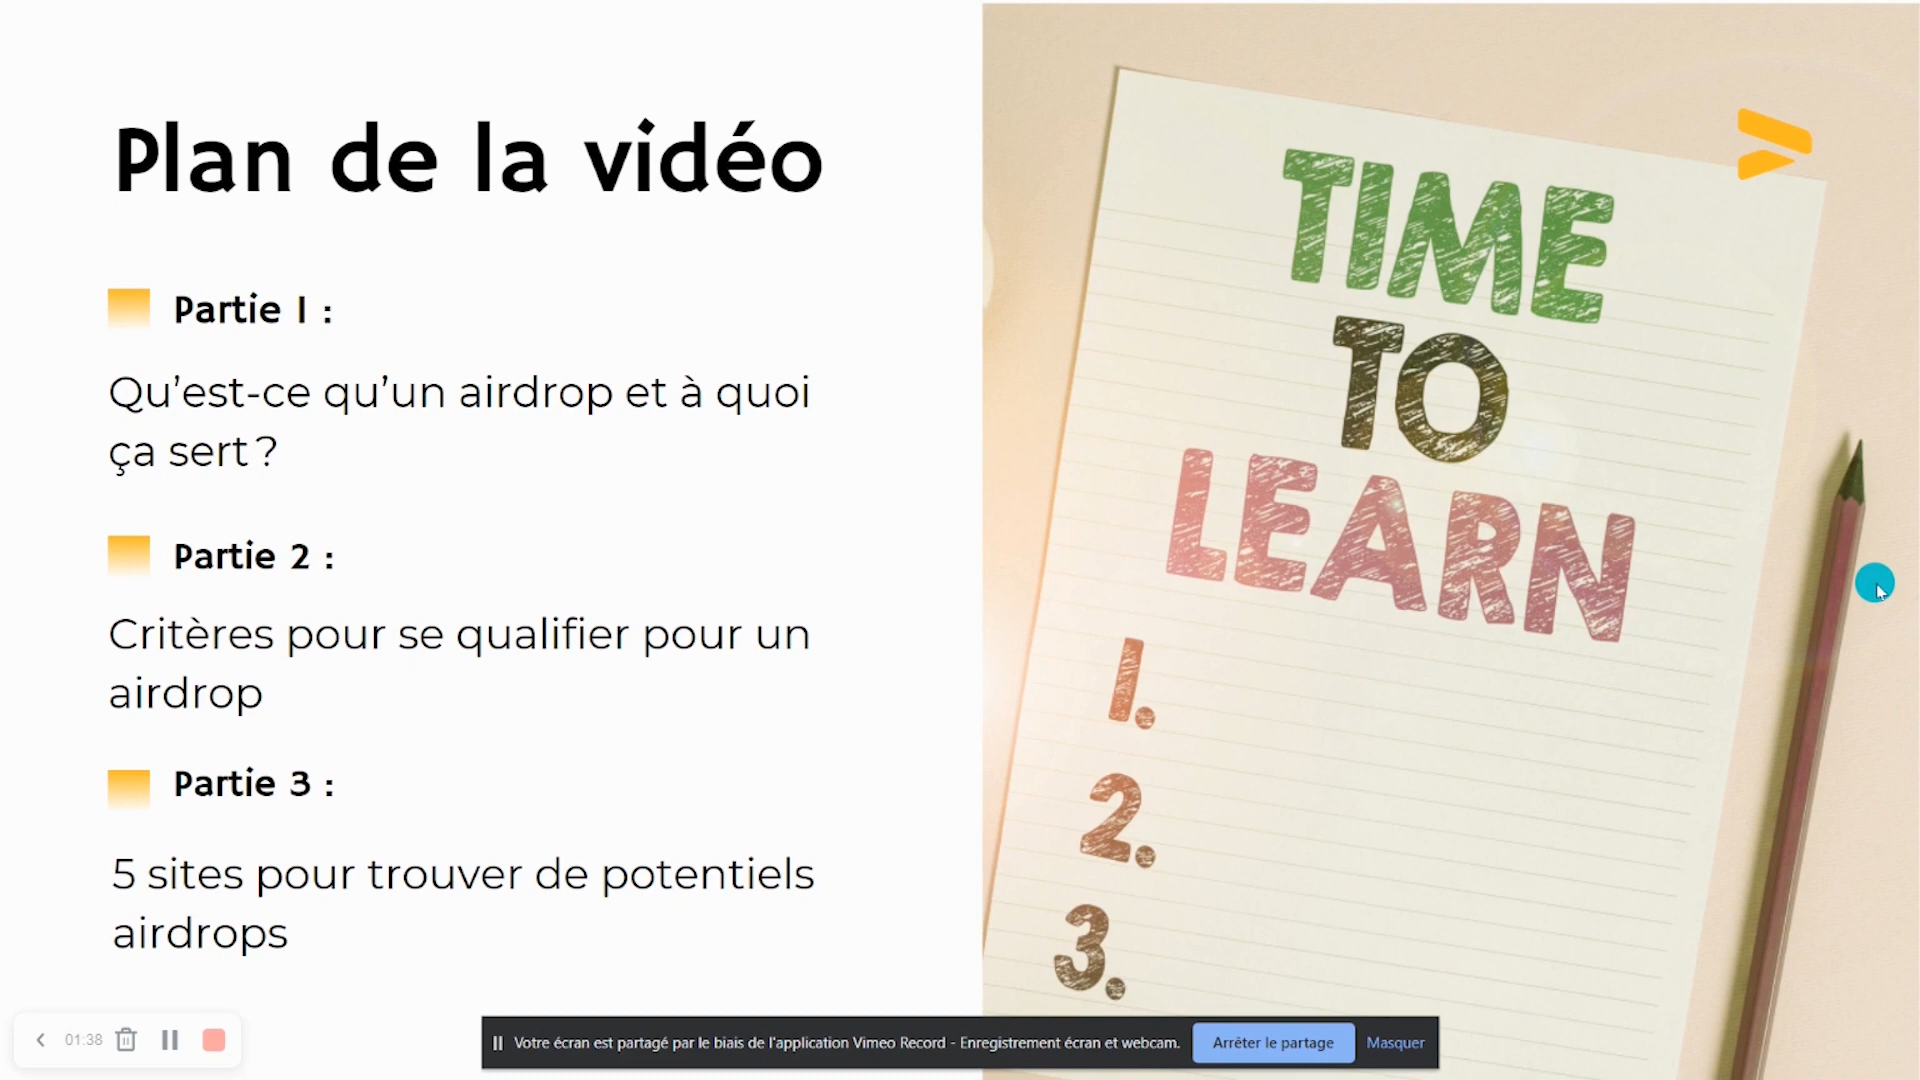 Plan de la vidéo
Partie 1 :
Qu’est-ce qu’un airdrop et à quoi
ça sert ?
Partie 2 :
Critères pour se qualifier pour un
airdrop
Partie 3 :
5 sites pour trouver de potentiels
airdrops
TIME
TO
LEARN
1.
2.
3.
01:38
Votre écran est partagé par le biais de l'application Vimeo Record - Enregistrement écran et webcam.
Arrêter le partage
Masquer